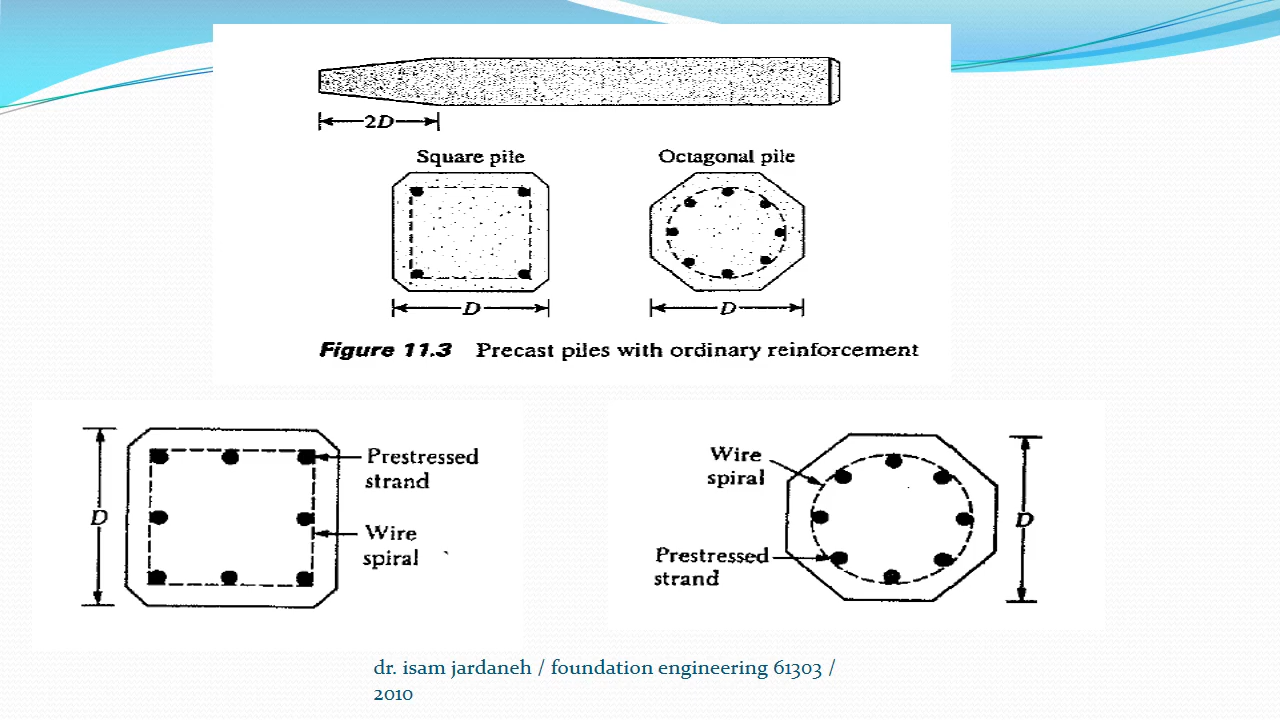 2D
Square pile
Octagonal pile
D
D
Figure 11.3 Precast piles with ordinary reinforcement
D
Prestressed
strand
Wire
spiral
Wire
spiral
Prestressed
strand
D
dr. isam jardaneh / foundation engineering 61303 /
2010